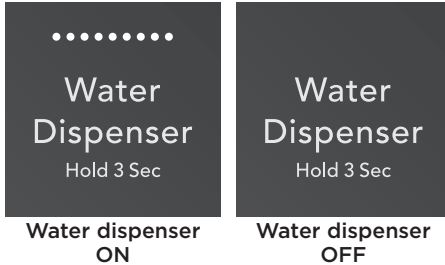 Water
Dispenser
Hold 3 Sec
Water dispenser
ON
Water
Dispenser
Hold 3 Sec
Water dispenser
OFF